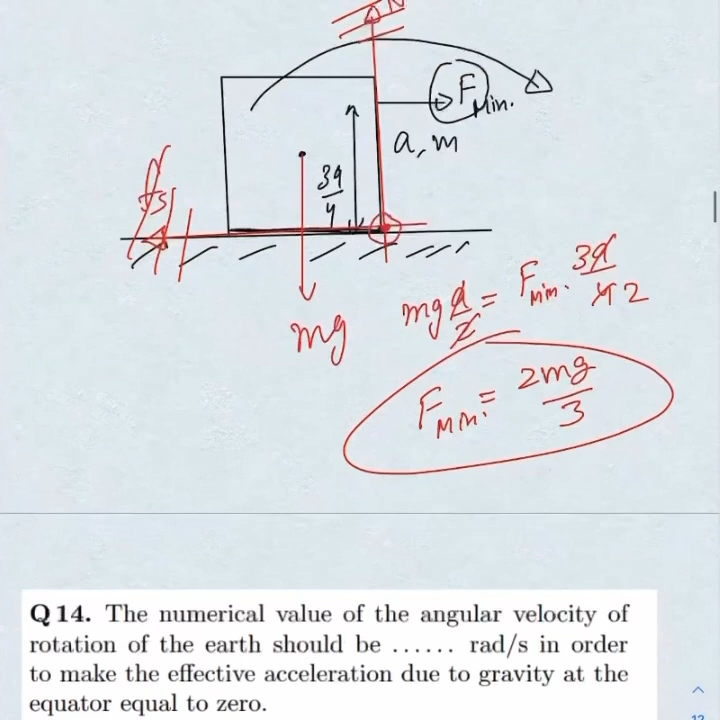 N
F Min.
a, m
3a/4
fs
mg
mg a/2 = F Min. 3a/4 2
F Min. = 2mg/3
Q 14. The numerical value of the angular velocity of
rotation of the earth should be ...... rad/s in order
to make the effective acceleration due to gravity at the
equator equal to zero.